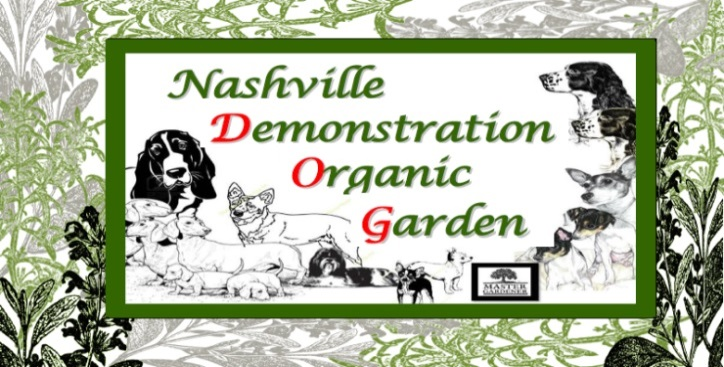 Nashville
Demonstration
Organic
Garden
MASTER
GARDENER